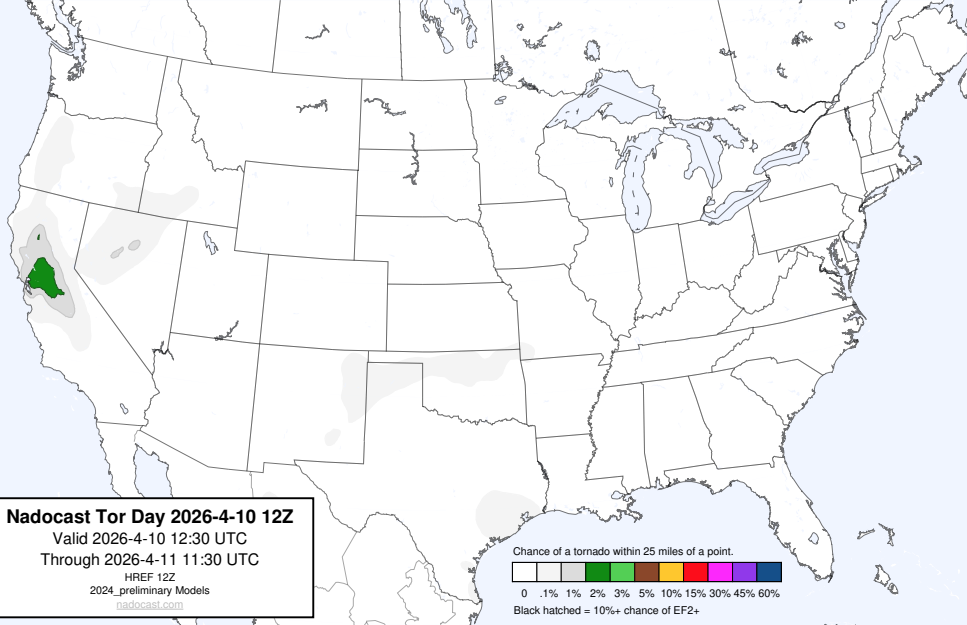 Nadocast Tor Day 2026-4-10 12Z
Valid 2026-4-10 12:30 UTC
Through 2026-4-11 11:30 UTC
HREF 12Z
2024_preliminary Models
nadocast.com
Chance of a tornado within 25 miles of a point.
0 .1% 1% 2% 3% 5% 10% 15% 30% 45% 60%
Black hatched = 10%+ chance of EF2+